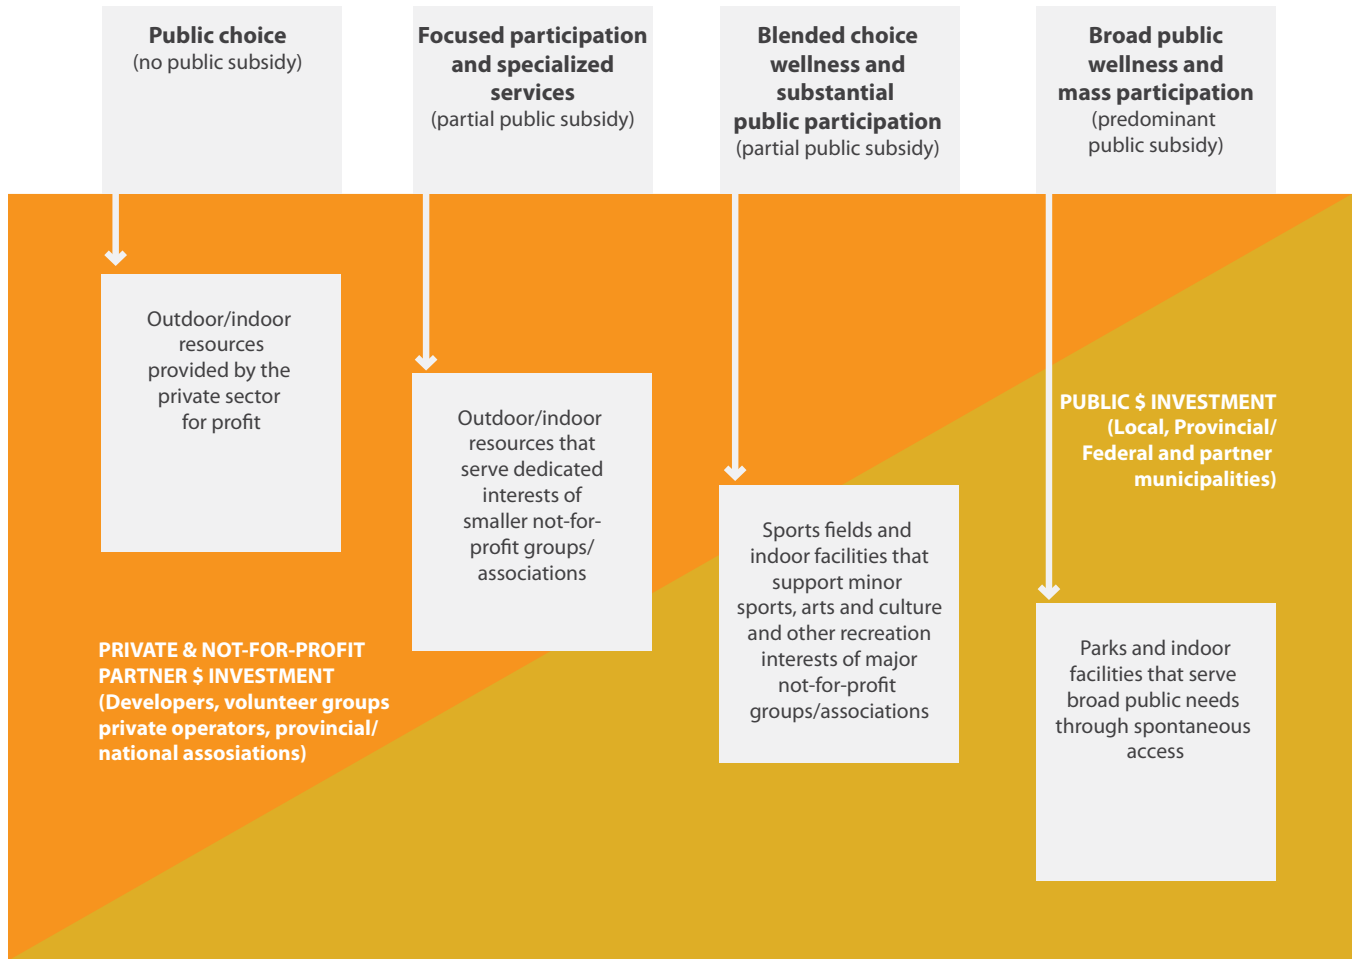 Public choice
(no public subsidy)
Focused participation
and specialized
services
(partial public subsidy)
Blended choice
wellness and
substantial
public participation
(partial public subsidy)
Broad public
wellness and
mass participation
(predominant
public subsidy)
Outdoor/indoor
resources
provided by the
private sector
for profit
Outdoor/indoor
resources that
serve dedicated
interests of
smaller not-for-
profit groups/
associations
Sports fields and
indoor facilities that
support minor
sports, arts and culture
and other recreation
interests of major
not-for-profit
groups/associations
Parks and indoor
facilities that serve
broad public needs
through spontaneous
access
PUBLIC $ INVESTMENT
(Local, Provincial/
Federal and partner
municipalities)
PRIVATE & NOT-FOR-PROFIT
PARTNER $ INVESTMENT
(Developers, volunteer groups
private operators, provincial/
national assosiations)